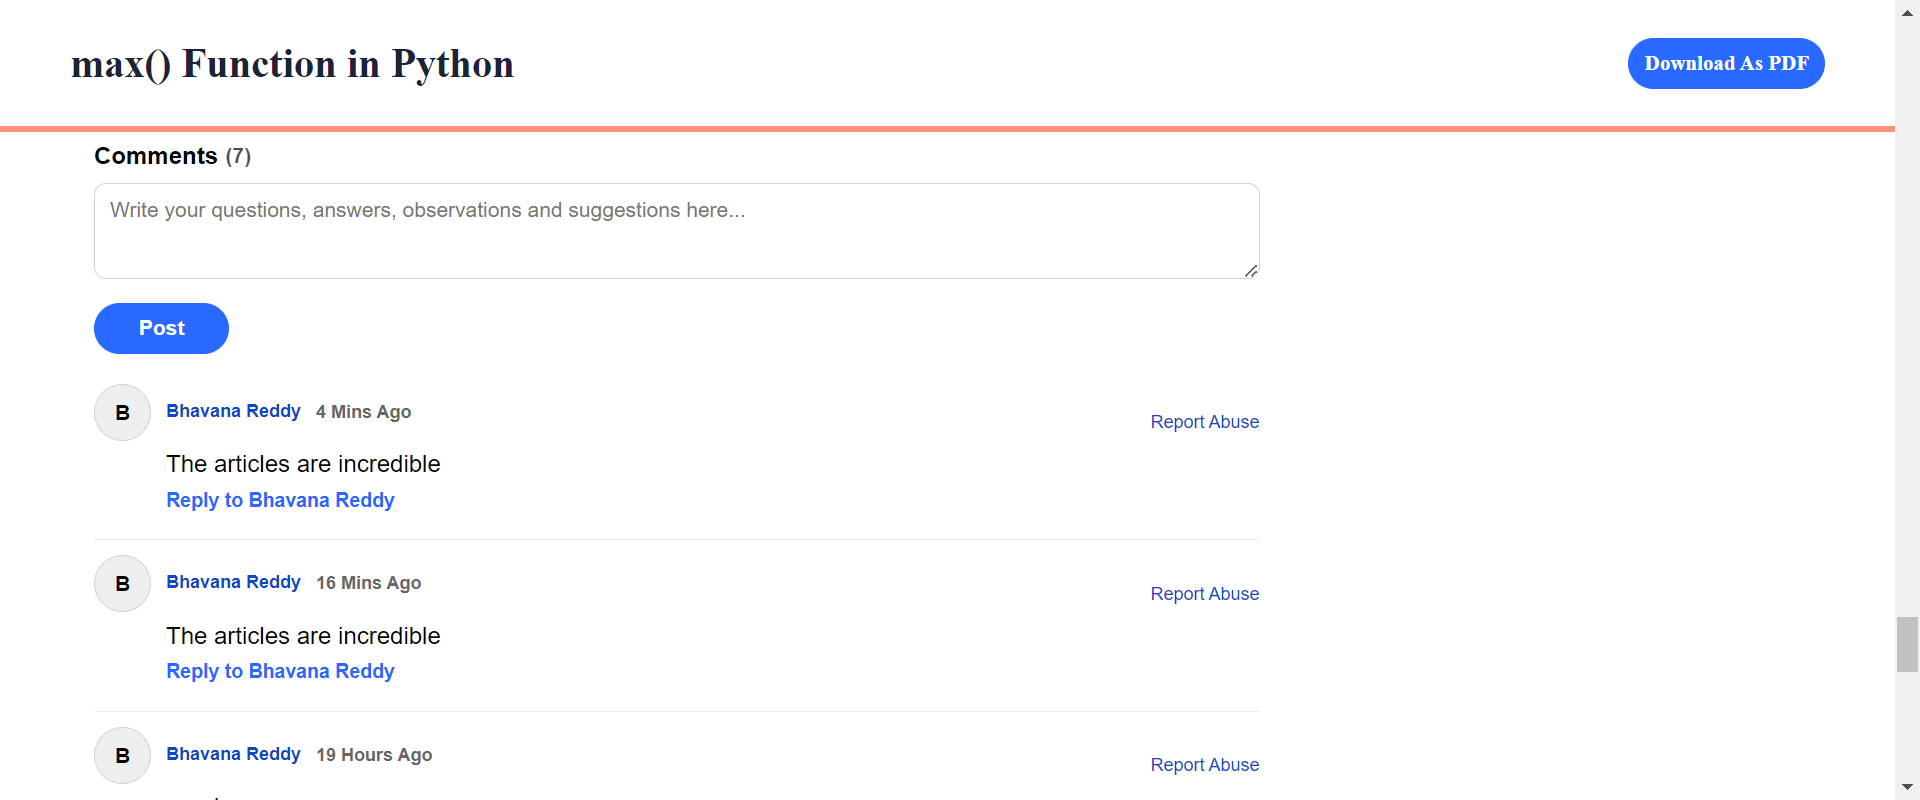 max() Function in Python
Download As PDF
Comments (7)
Write your questions, answers, observations and suggestions here...
Post
B
Bhavana Reddy 4 Mins Ago
Report Abuse
The articles are incredible
Reply to Bhavana Reddy
B
Bhavana Reddy 16 Mins Ago
Report Abuse
The articles are incredible
Reply to Bhavana Reddy
B
Bhavana Reddy 19 Hours Ago
Report Abuse